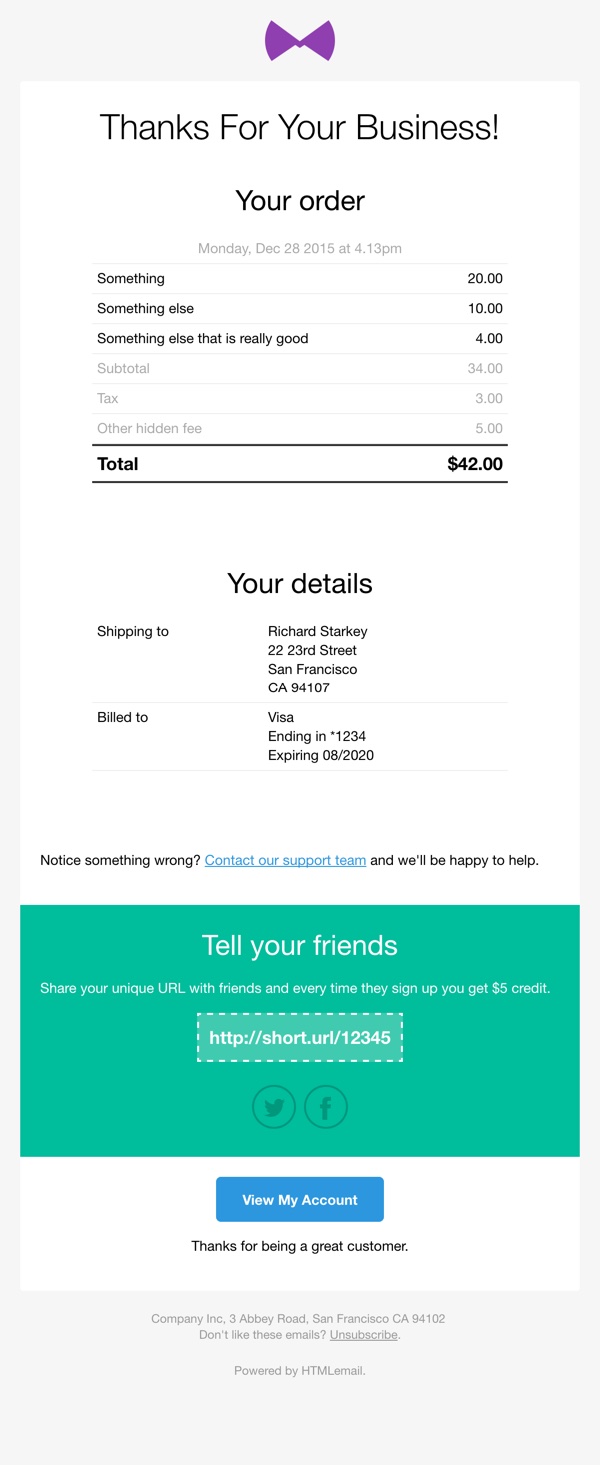 Thanks For Your Business!
Your order
Monday, Dec 28 2015 at 4.13pm
Something 20.00
Something else 10.00
Something else that is really good 4.00
Subtotal 34.00
Tax 3.00
Other hidden fee 5.00
Total $42.00
Your details
Shipping to Richard Starkey
22 23rd Street
San Francisco
CA 94107
Billed to Visa
Ending in *1234
Expiring 08/2020
Notice something wrong? Contact our support team and we'll be happy to help.
Tell your friends
Share your unique URL with friends and every time they sign up you get $5 credit.
http://short.url/12345
View My Account
Thanks for being a great customer.
Company Inc, 3 Abbey Road, San Francisco CA 94102
Don't like these emails? Unsubscribe.
Powered by HTMLemail.